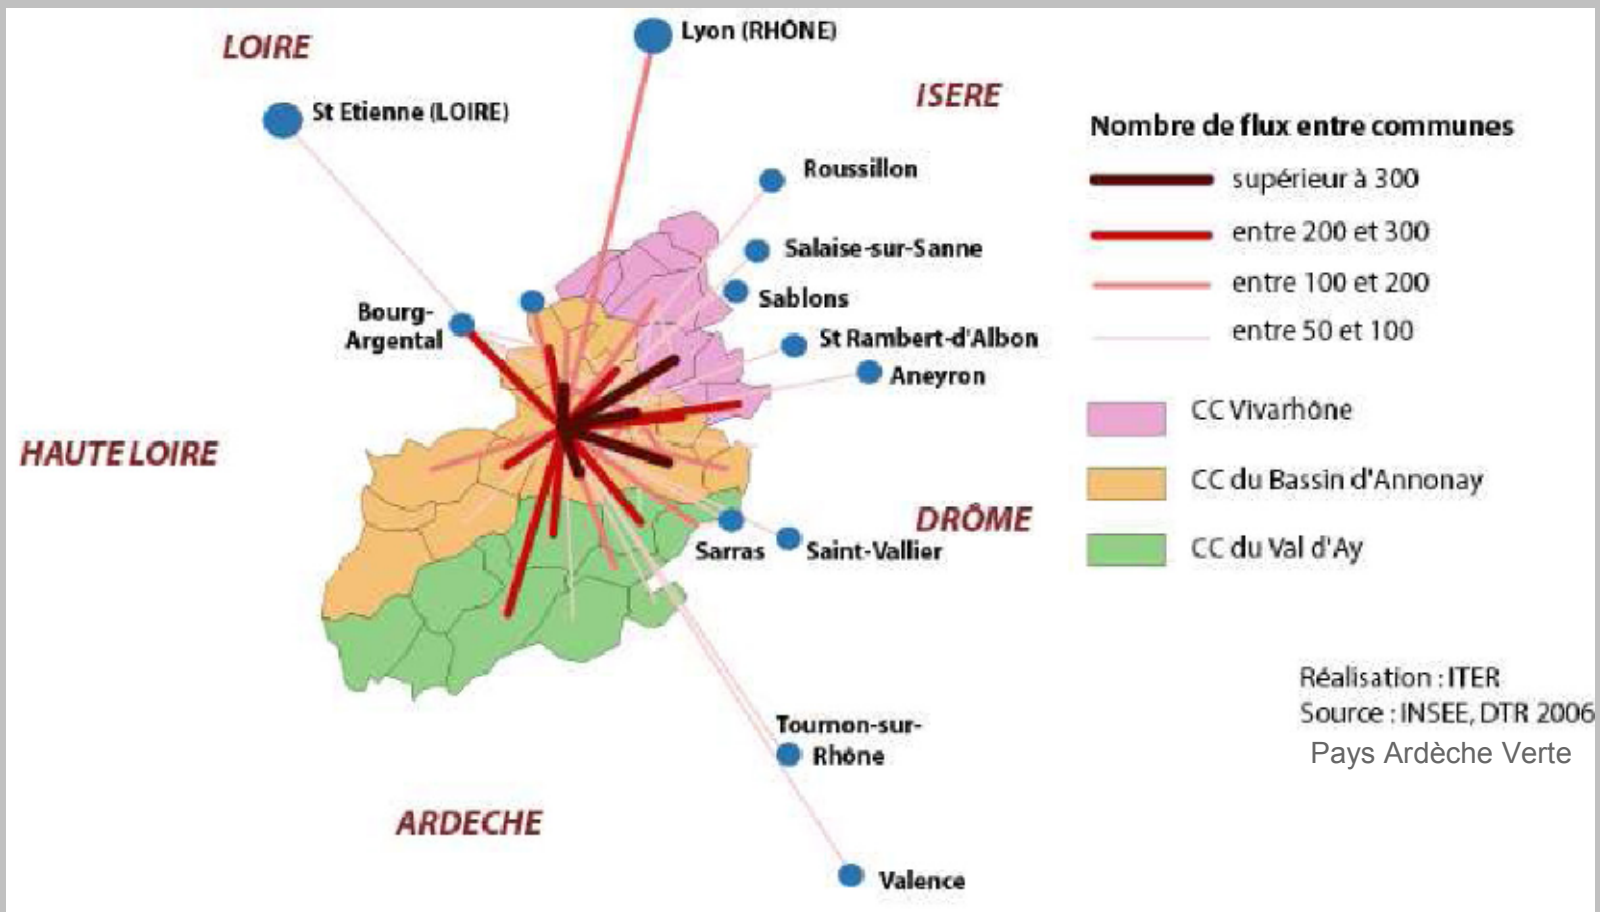 LOIRE
Lyon (RHÔNE)
ISERE
St Etienne (LOIRE)
Nombre de flux entre communes
Roussillon
supérieur à 300
entre 200 et 300
Salaise-sur-Sanne
entre 100 et 200
Sablons
Bourg-
Argental
entre 50 et 100
St Rambert-d'Albon
Aneyron
CC Vivarhône
HAUTE LOIRE
CC du Bassin d'Annonay
DRÔME
Sarras
Saint-Vallier
CC du Val d'Ay
Réalisation : ITER
Source : INSEE, DTR 2006
Pays Ardèche Verte
Tournon-sur-
Rhône
ARDECHE
Valence